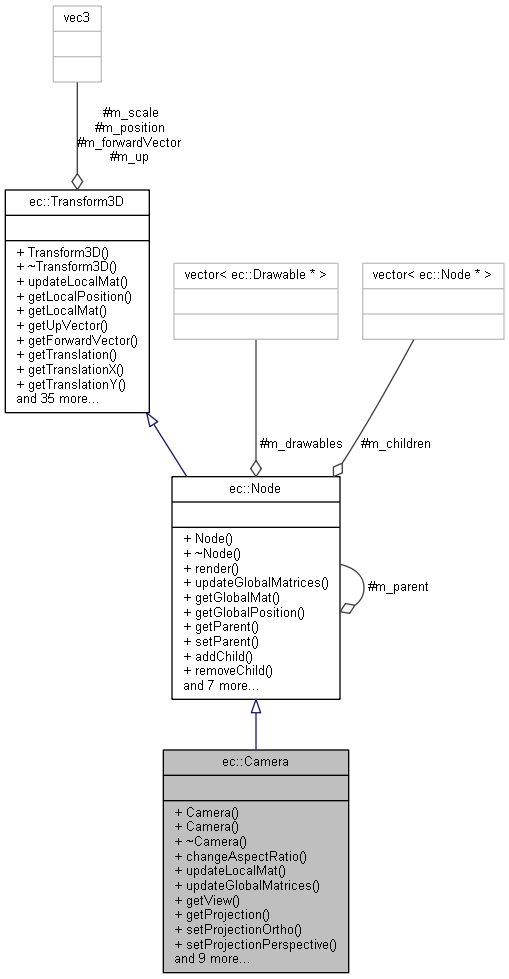 vec3
#m_scale
#m_position
#m_forwardVector
#m_up
ec::Transform3D
+ Transform3D()
+ ~Transform3D()
+ updateLocalMat()
+ getLocalPosition()
+ getLocalMat()
+ getUpVector()
+ getForwardVector()
+ getTranslation()
+ getTranslationX()
+ getTranslationY()
and 35 more...
vector< ec::Drawable * >
vector< ec::Node * >
#m_drawables
#m_children
ec::Node
+ Node()
+ ~Node()
+ render()
+ updateGlobalMatrices()
+ getGlobalMat()
+ getGlobalPosition()
+ getParent()
+ setParent()
+ addChild()
+ removeChild()
and 7 more...
#m_parent
ec::Camera
+ Camera()
+ Camera()
+ ~Camera()
+ changeAspectRatio()
+ updateLocalMat()
+ updateGlobalMatrices()
+ getView()
+ getProjection()
+ setProjectionOrtho()
+ setProjectionPerspective()
and 9 more...